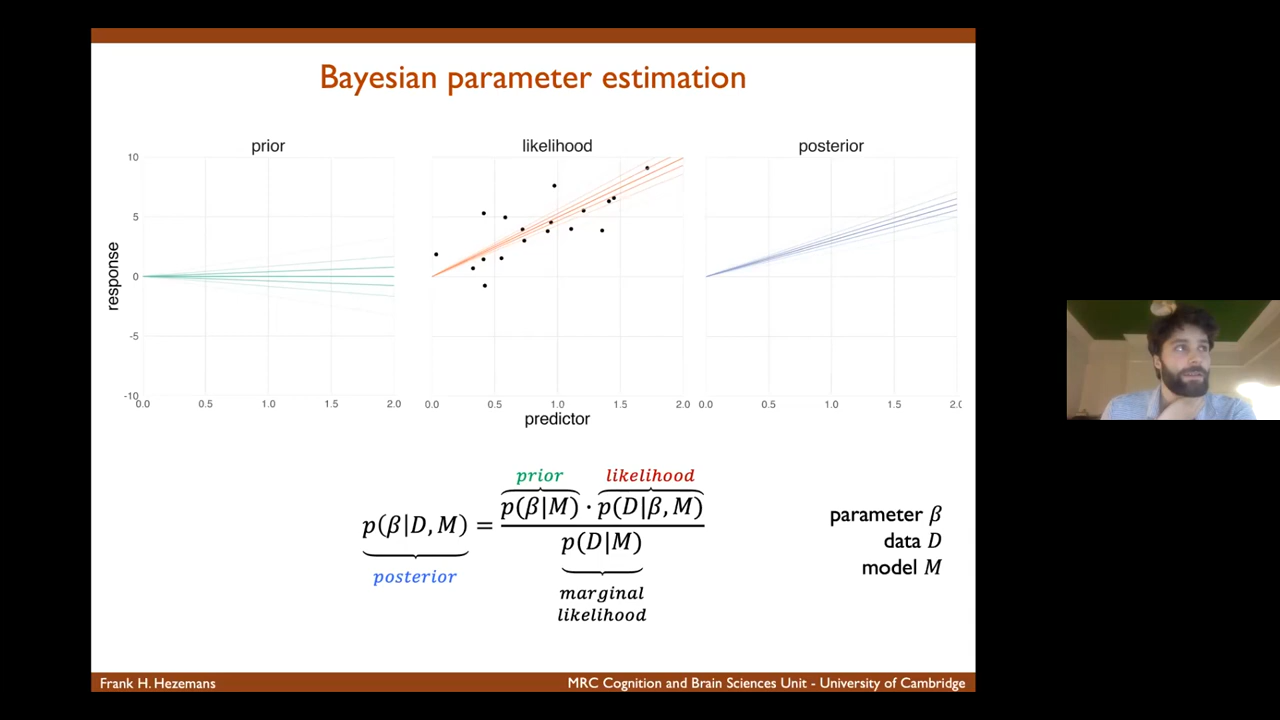 Bayesian parameter estimation
prior
likelihood
posterior
response
10
5
0
-5
-10
0.0 0.5 1.0 1.5 2.0
0.0 0.5 1.0 1.5 2.0
0.0 0.5 1.0 1.5 2.0
predictor
prior likelihood
p(β|M) · p(D|β, M)
p(β|D, M) =
p(D|M)
posterior
marginal
likelihood
parameter β
data D
model M
Frank H. Hezemans
MRC Cognition and Brain Sciences Unit - University of Cambridge